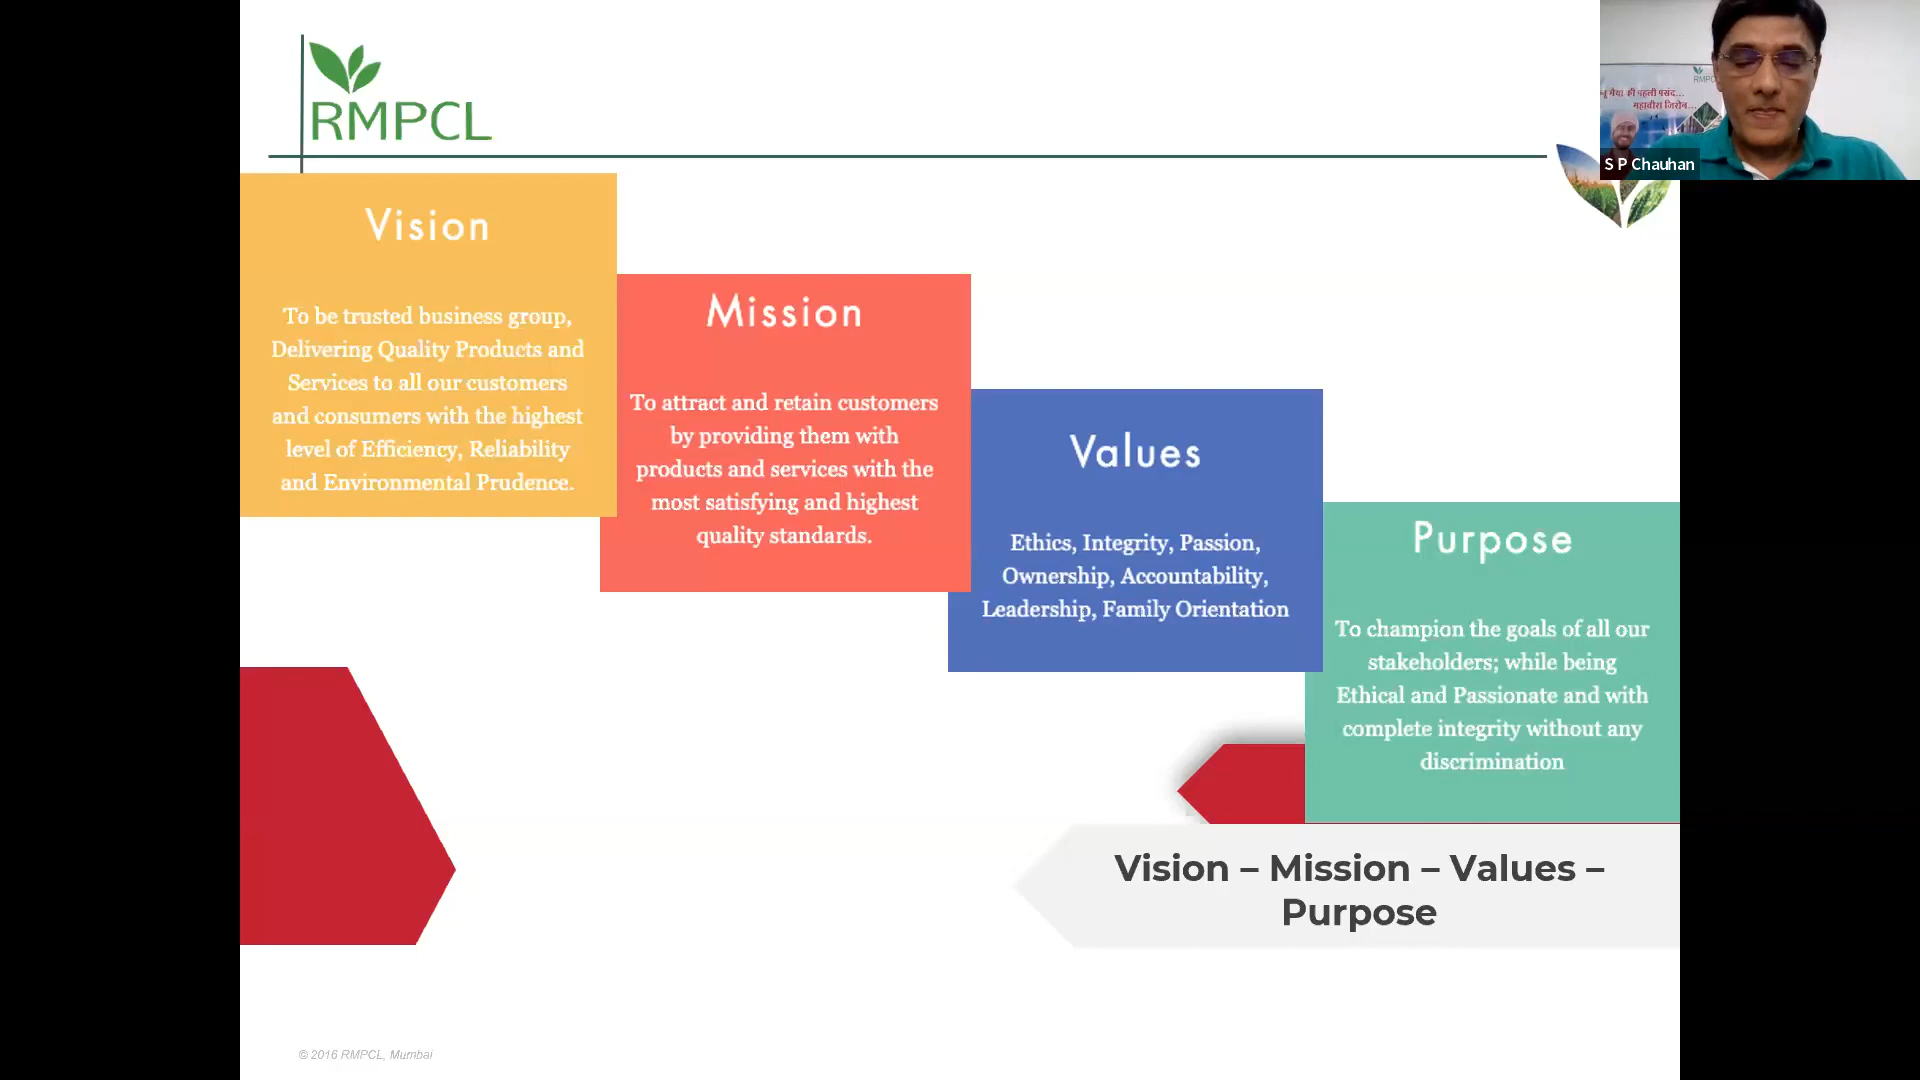 RMPCL
Vision
To be trusted business group,
Delivering Quality Products and
Services to all our customers
and consumers with the highest
level of Efficiency, Reliability
and Environmental Prudence.
Mission
To attract and retain customers
by providing them with
products and services with the
most satisfying and highest
quality standards.
Values
Ethics, Integrity, Passion,
Ownership, Accountability,
Leadership, Family Orientation
Purpose
To champion the goals of all our
stakeholders; while being
Ethical and Passionate and with
complete integrity without any
discrimination
Vision – Mission – Values –
Purpose
© 2016 RMPCL, Mumbai
RMPC
मैया की पहली पसंद...
महावीरा जिरोन...
S P Chauhan